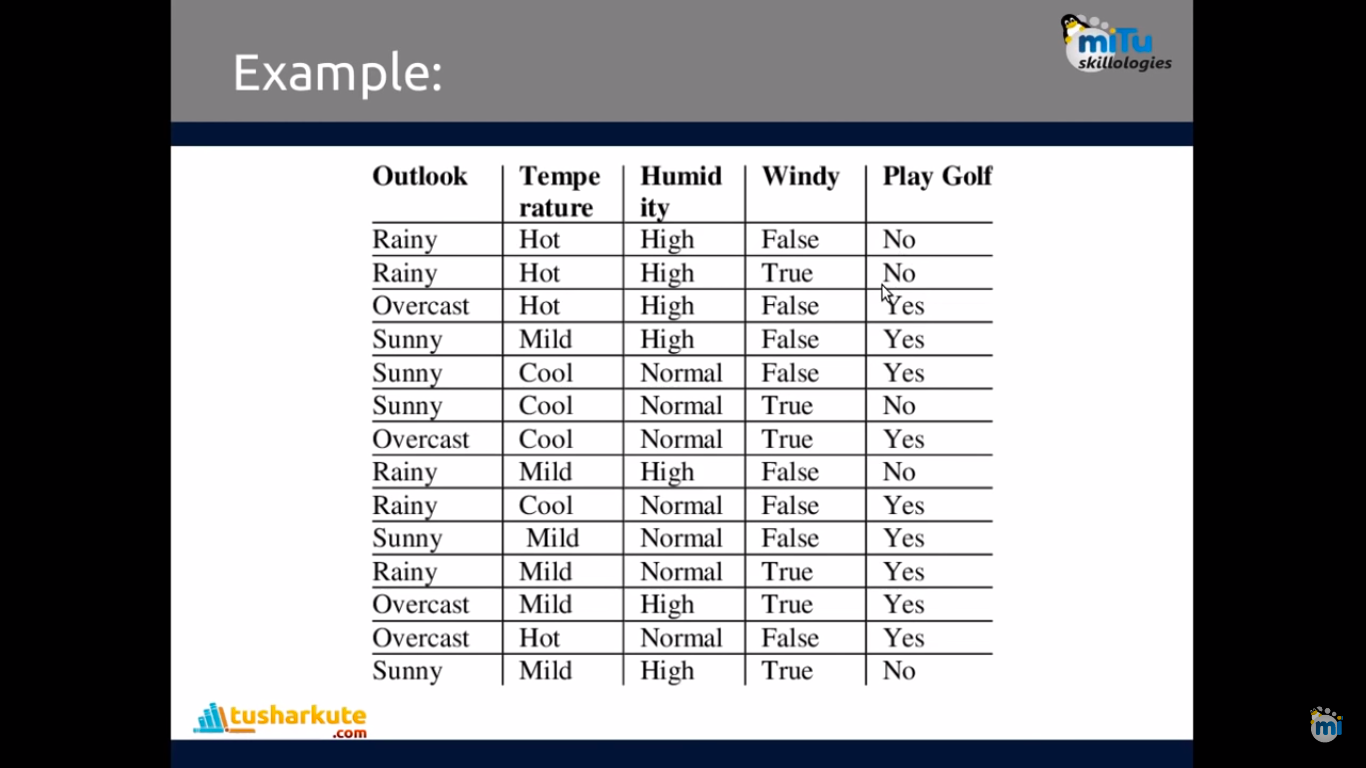 Example:
miTu
skillologies
Outlook Tempe Humid Windy Play Golf
rature ity
Rainy Hot High False No
Rainy Hot High True No
Overcast Hot High False Yes
Sunny Mild High False Yes
Sunny Cool Normal False Yes
Sunny Cool Normal True No
Overcast Cool Normal True Yes
Rainy Mild High False No
Rainy Cool Normal False Yes
Sunny Mild Normal False Yes
Rainy Mild Normal True Yes
Overcast Mild High True Yes
Overcast Hot Normal False Yes
Sunny Mild High True No
tusharkute
.com
mi